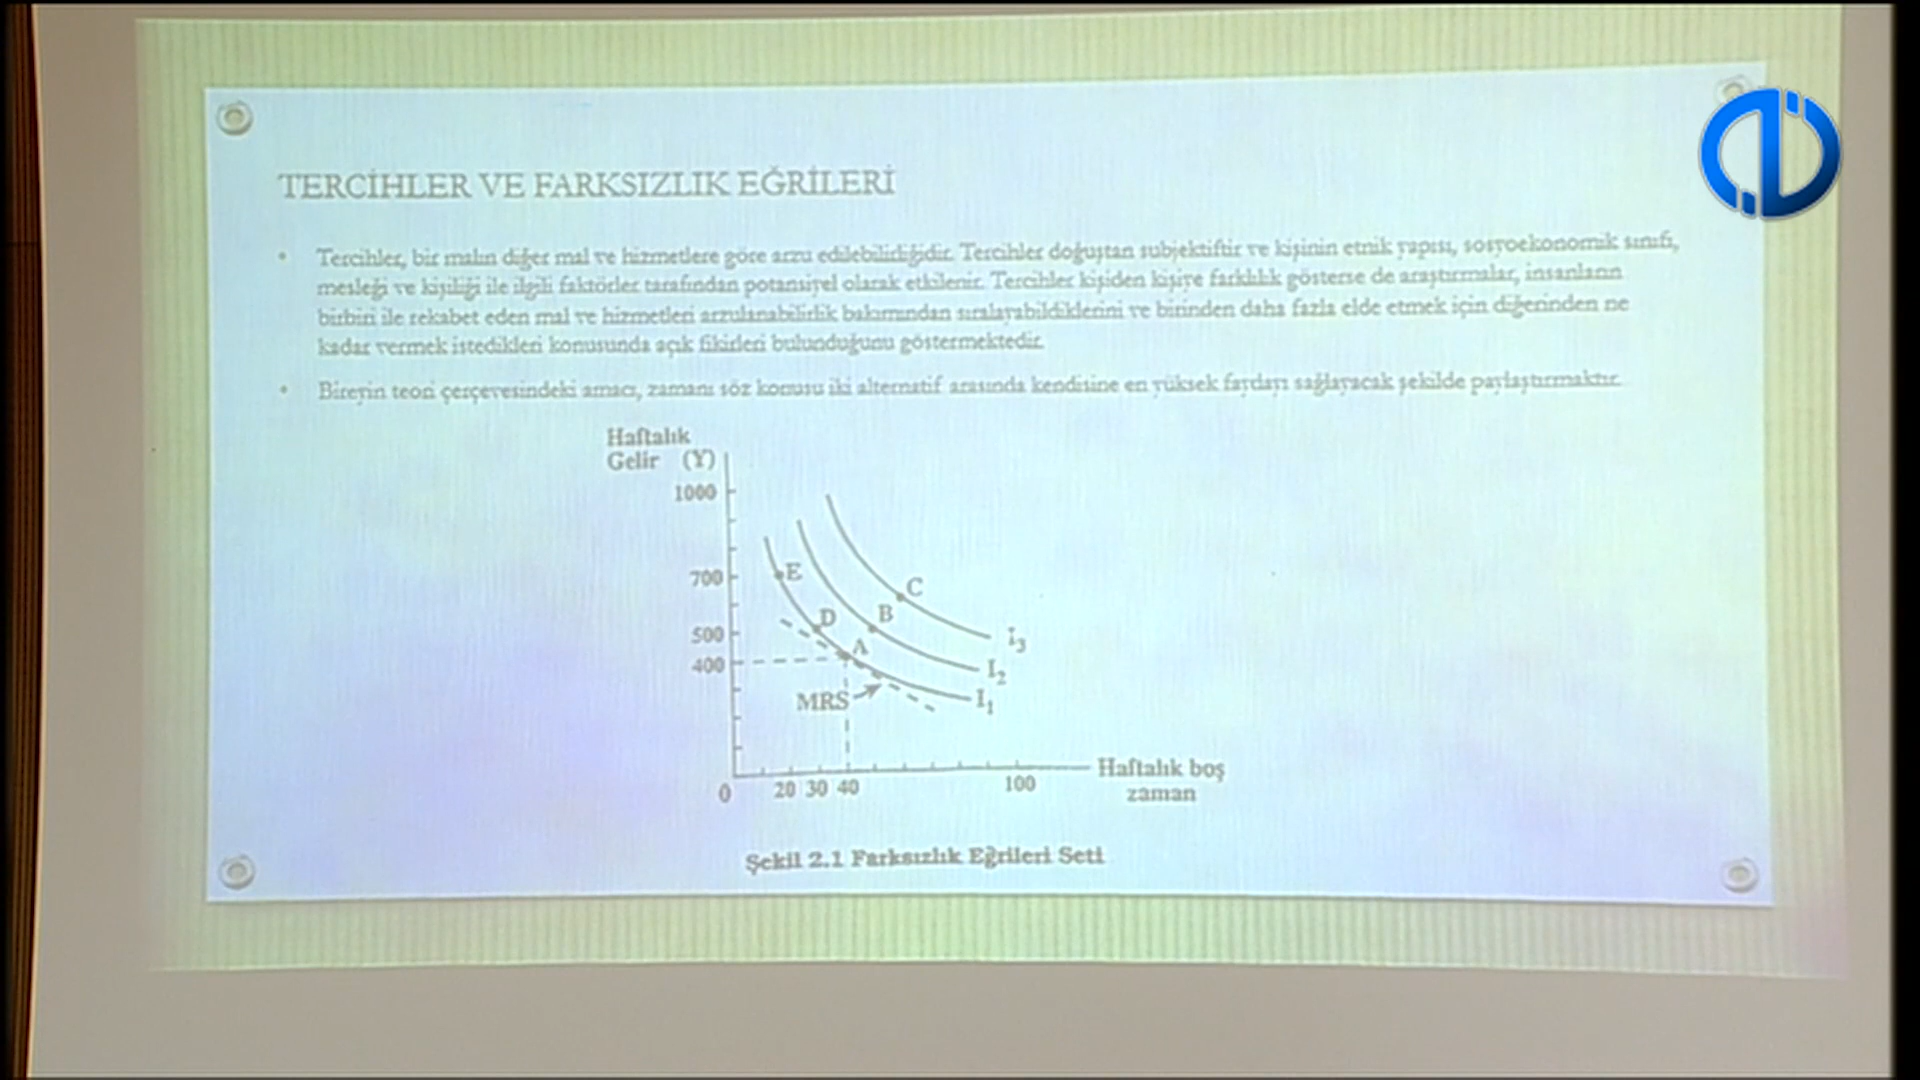 TERCİHLER VE FARKSIZLIK EĞRİLERİ
• Tercihler, bir malın diğer mal ve hizmetlere göre arzu edilebilirliğidir. Tercihler doğuştan subjektiftir ve kişinin etnik yapısı, sosyoekonomik sınıfı,
mesleği ve kişiliği ile ilgili faktörler tarafından potansiyel olarak etkilenir. Tercihler kişiden kişiye farklılık gösterse de araştırmalar, insanların
birbiri ile rekabet eden mal ve hizmetleri arzulanabilirlik bakımından sıralayabildiklerini ve birinden daha fazla elde etmek için diğerinden ne
kadar vermek istedikleri konusunda açık fikirleri bulunduğunu göstermektedir.
• Bireyin teori çerçevesindeki amacı, zamanı söz konusu iki alternatif arasında kendisine en yüksek faydayı sağlayacak şekilde paylaştırmaktır.
Haftalık
Gelir (Y)
1000
700
500
400
E
D
A
B
C
I3
I2
I1
MRS
0 20 30 40 100
Haftalık boş
zaman
Şekil 2.1 Farksızlık Eğrileri Seti